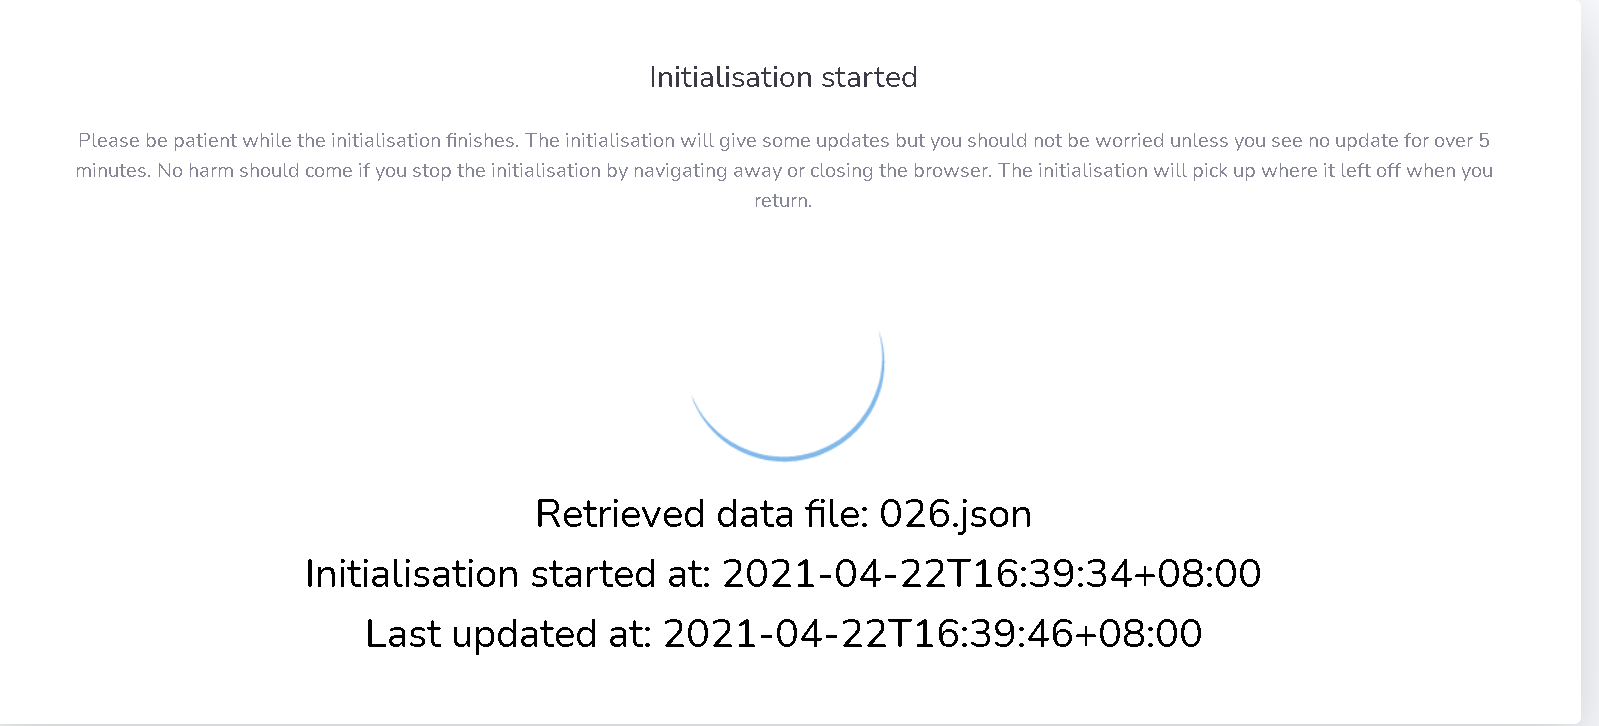 Initialisation started
Please be patient while the initialisation finishes. The initialisation will give some updates but you should not be worried unless you see no update for over 5
minutes. No harm should come if you stop the initialisation by navigating away or closing the browser. The initialisation will pick up where it left off when you
return.
Retrieved data file: 026.json
Initialisation started at: 2021-04-22T16:39:34+08:00
Last updated at: 2021-04-22T16:39:46+08:00